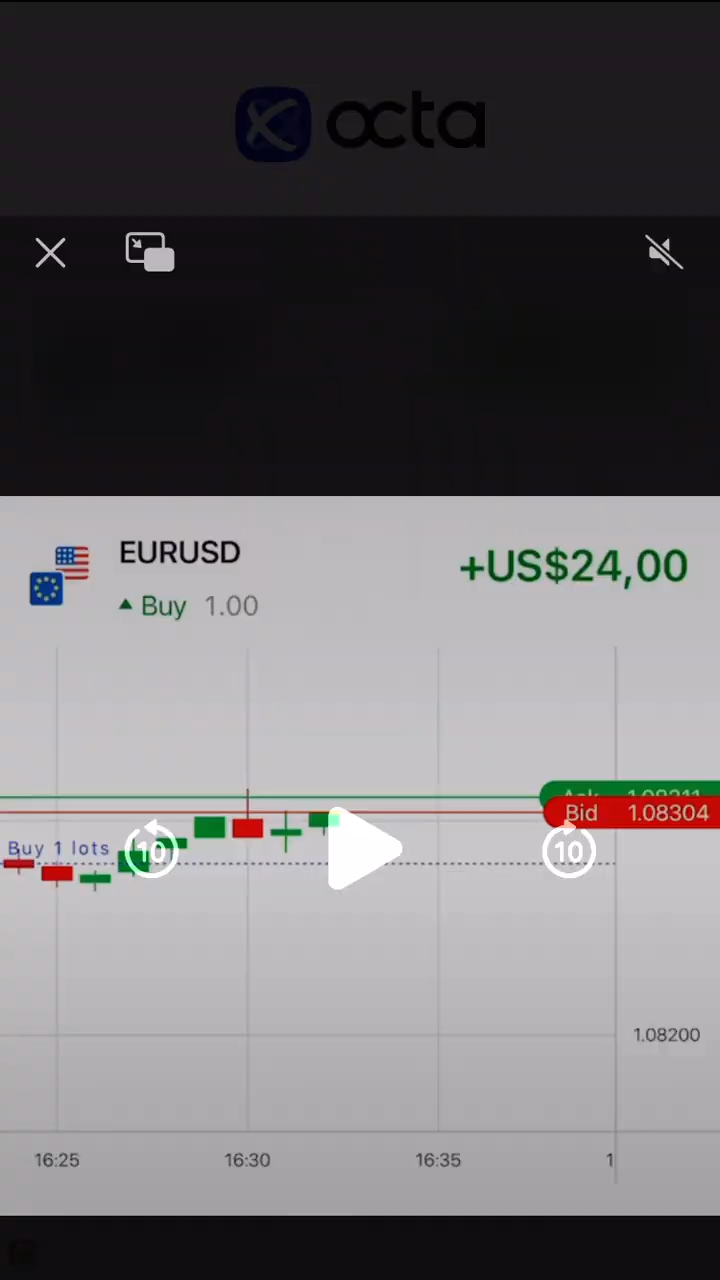 octa
EURUSD
+US$24,00
Buy 1.00
Bid 1.08304
Buy 1 lots
10
10
1.08200
16:25
16:30
16:35
1